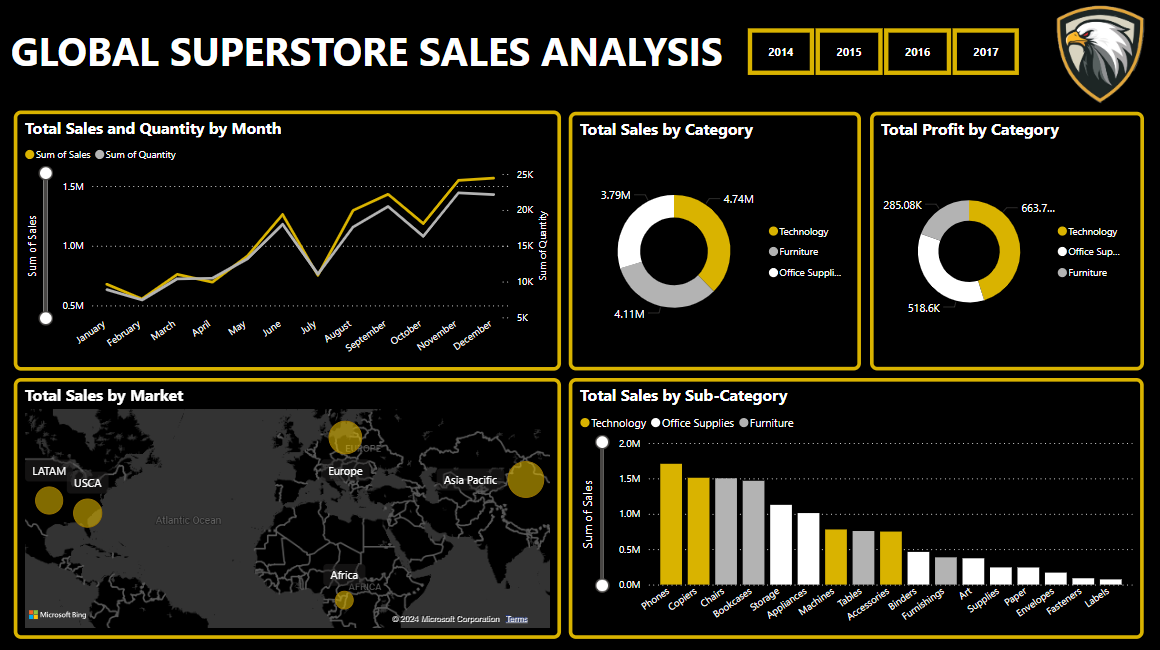 GLOBAL SUPERSTORE SALES ANALYSIS
2014 2015 2016 2017
Total Sales and Quantity by Month
Sum of Sales Sum of Quantity
Sum of Sales
1.5M
1.0M
0.5M
25K
20K
15K
10K
5K
Sum of Quantity
January February March April May June July August September October November December
Total Sales by Category
3.79M
4.74M
4.11M
Technology
Furniture
Office Suppli...
Total Profit by Category
285.08K
663.7...
518.6K
Technology
Office Sup...
Furniture
Total Sales by Market
LATAM
USCA
EUROPE
Europe
Asia Pacific
Atlantic Ocean
Africa
AFRICA
Microsoft Bing
© 2024 Microsoft Corporation Terms
Total Sales by Sub-Category
Technology Office Supplies Furniture
Sum of Sales
2.0M
1.5M
1.0M
0.5M
0.0M
Phones Copiers Chairs Bookcases Storage Appliances Machines Tables Accessories Binders Furnishings Art Supplies Paper Envelopes Fasteners Labels